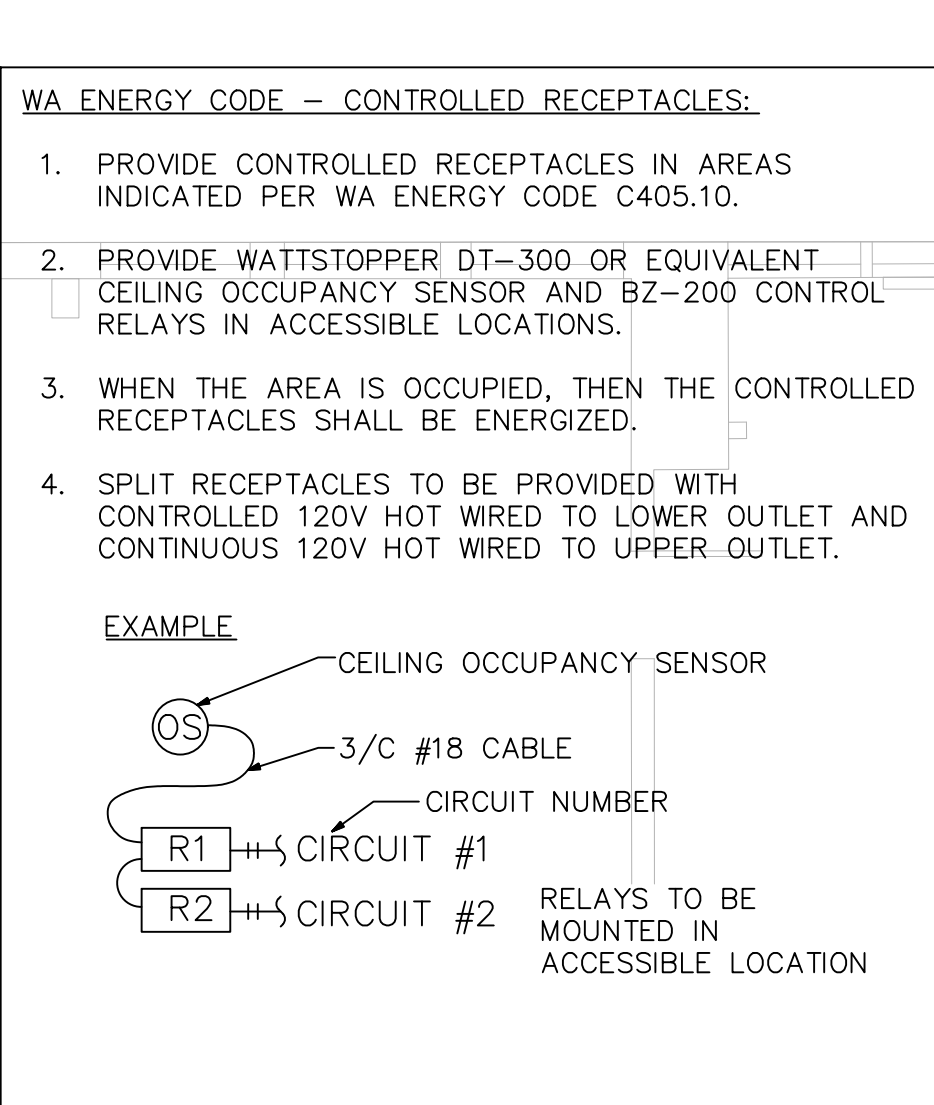 WA ENERGY CODE – CONTROLLED RECEPTACLES:
1. PROVIDE CONTROLLED RECEPTACLES IN AREAS
INDICATED PER WA ENERGY CODE C405.10.
2. PROVIDE WATTSTOPPER DT–300 OR EQUIVALENT
CEILING OCCUPANCY SENSOR AND BZ–200 CONTROL
RELAYS IN ACCESSIBLE LOCATIONS.
3. WHEN THE AREA IS OCCUPIED, THEN THE CONTROLLED
RECEPTACLES SHALL BE ENERGIZED.
4. SPLIT RECEPTACLES TO BE PROVIDED WITH
CONTROLLED 120V HOT WIRED TO LOWER OUTLET AND
CONTINUOUS 120V HOT WIRED TO UPPER OUTLET.
EXAMPLE
CEILING OCCUPANCY SENSOR
OS
3/C #18 CABLE
CIRCUIT NUMBER
R1 CIRCUIT #1
R2 CIRCUIT #2
RELAYS TO BE
MOUNTED IN
ACCESSIBLE LOCATION